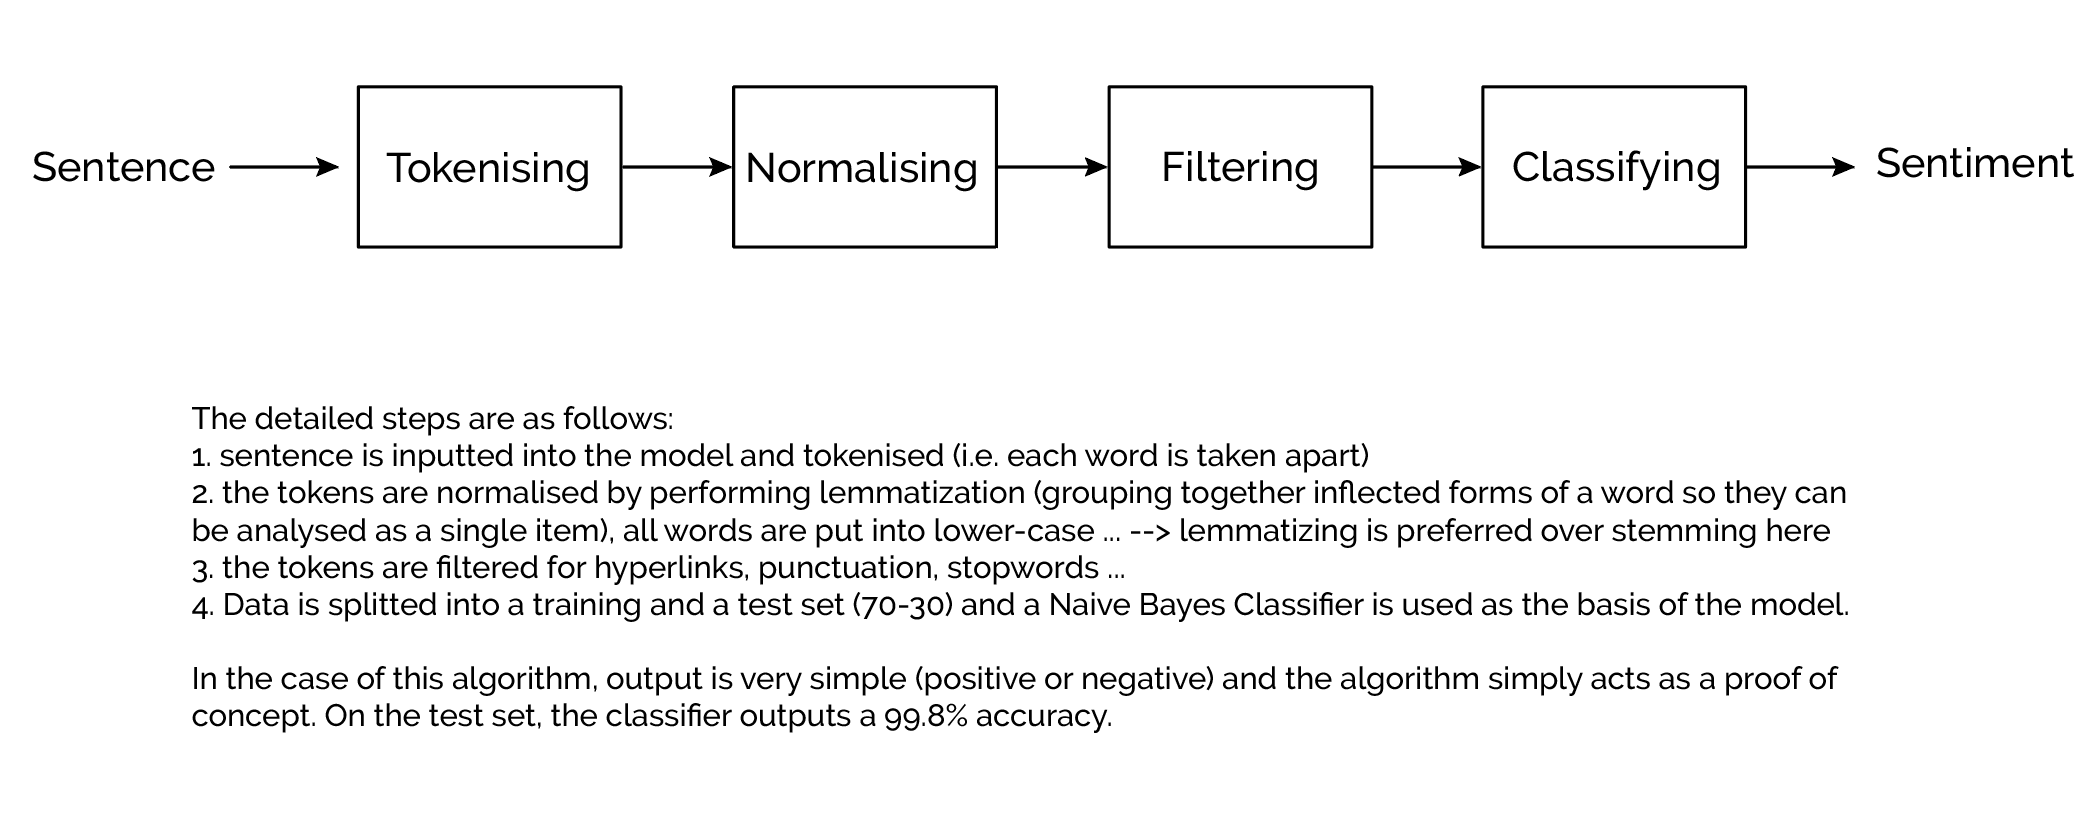 Sentence Tokenising Normalising Filtering Classifying Sentiment
The detailed steps are as follows:
1. sentence is inputted into the model and tokenised (i.e. each word is taken apart)
2. the tokens are normalised by performing lemmatization (grouping together inflected forms of a word so they can
be analysed as a single item), all words are put into lower-case ... --> lemmatizing is preferred over stemming here
3. the tokens are filtered for hyperlinks, punctuation, stopwords ...
4. Data is splitted into a training and a test set (70-30) and a Naive Bayes Classifier is used as the basis of the model.
In the case of this algorithm, output is very simple (positive or negative) and the algorithm simply acts as a proof of
concept. On the test set, the classifier outputs a 99.8% accuracy.